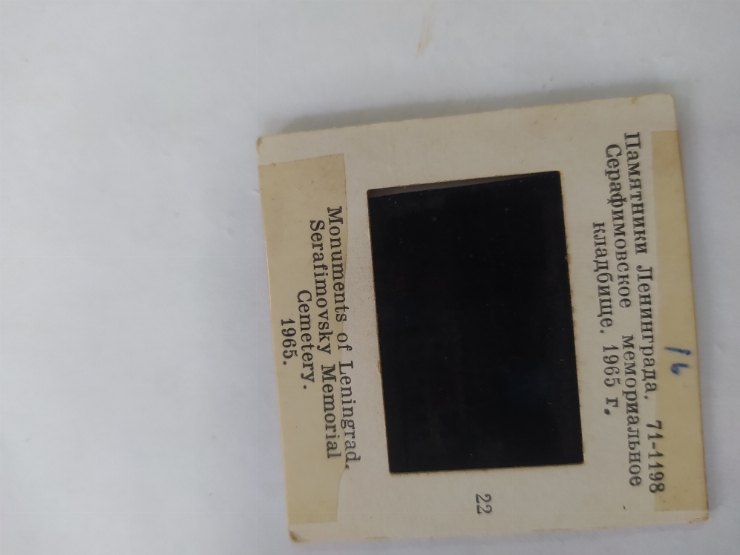 Памятники Ленинграда. 71-1198
Серафимовское мемориальное
кладбище. 1965 г.
16
22
Monuments of Leningrad.
Serafimovsky Memorial
Cemetery.
1965.